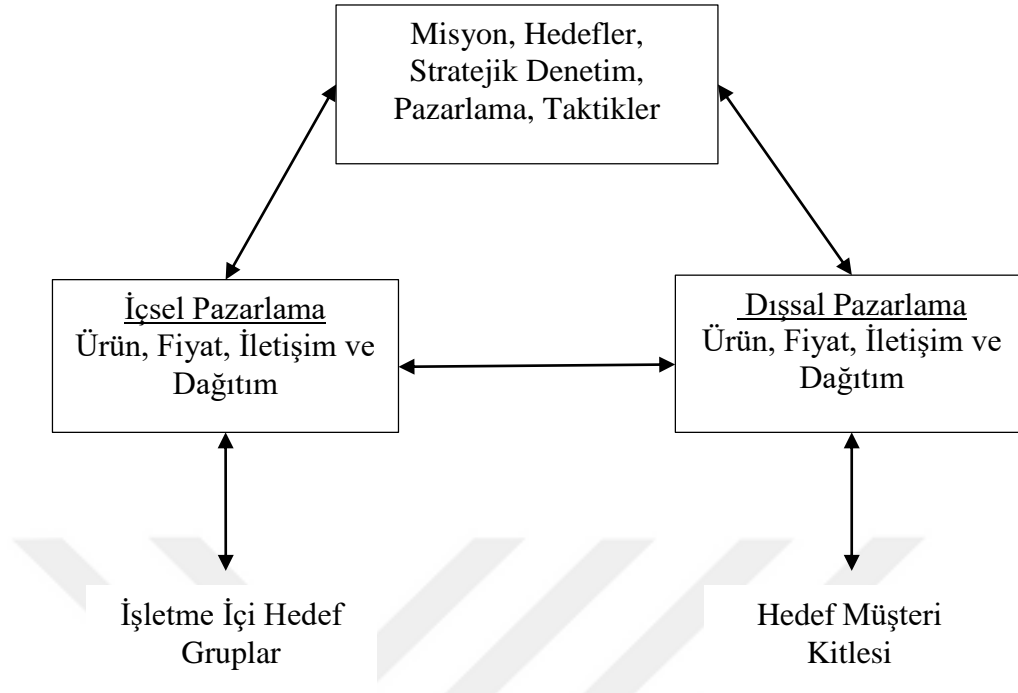 Misyon, Hedefler,
Stratejik Denetim,
Pazarlama, Taktikler
İçsel Pazarlama
Ürün, Fiyat, İletişim ve
Dağıtım
Dışsal Pazarlama
Ürün, Fiyat, İletişim ve
Dağıtım
İşletme İçi Hedef
Gruplar
Hedef Müşteri
Kitlesi